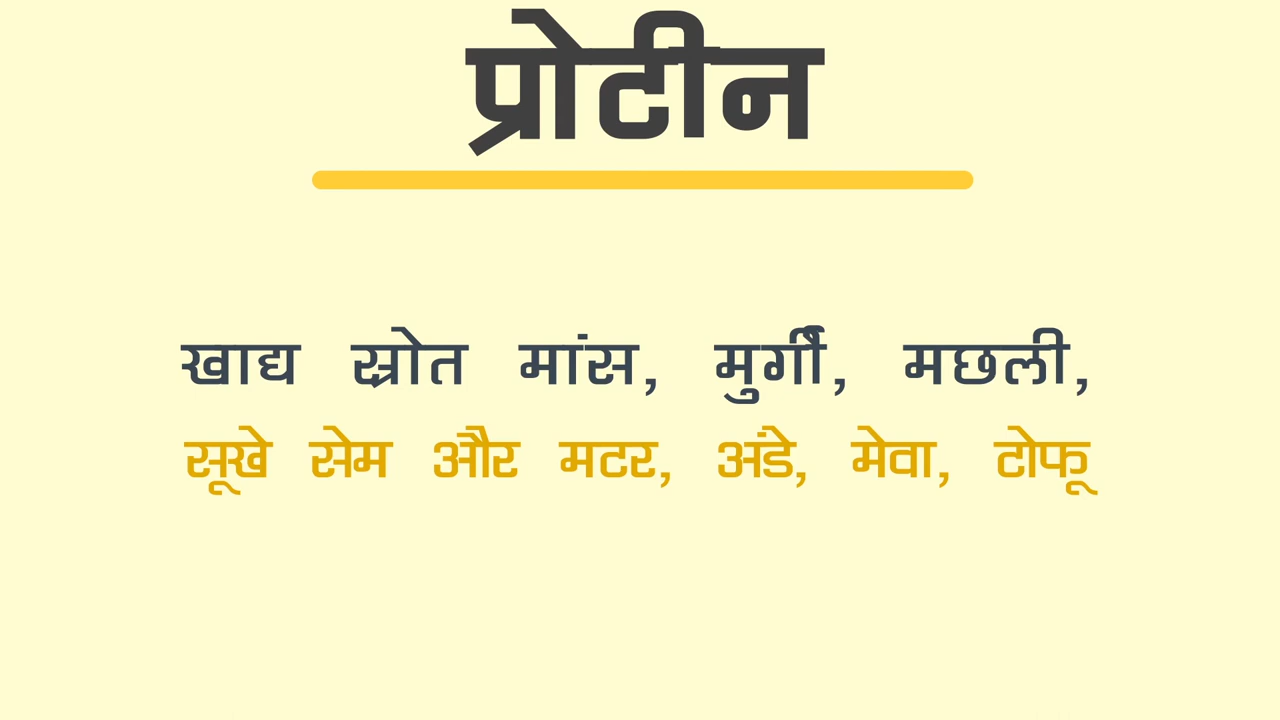 प्रोटीन
खाद्य स्रोत मांस, मुर्गी, मछली,
सूखे सेम और मटर, अंडे, मेवा, टोफू